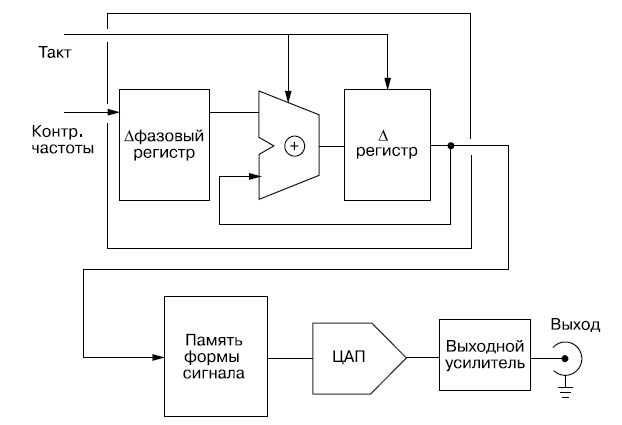 Такт
Контр.
частоты
Δфазовый
регистр
+
Δ
регистр
Память
формы
сигнала
ЦАП
Выходной
усилитель
Выход